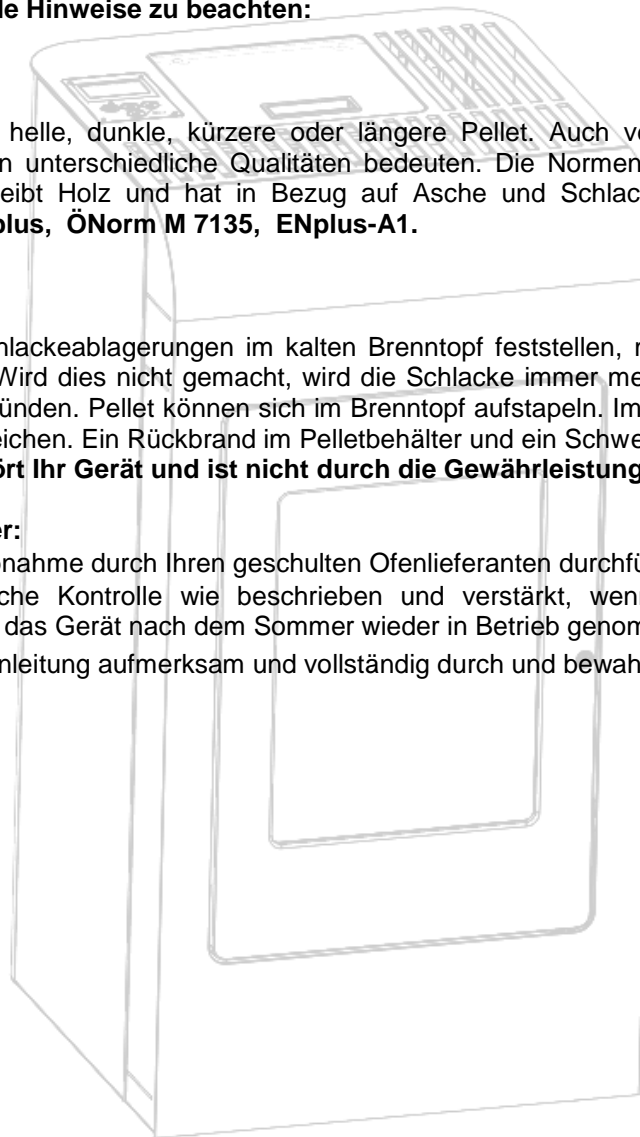 le Hinweise zu beachten:
helle, dunkle, kürzere oder längere Pellet. Auch v
n unterschiedliche Qualitäten bedeuten. Die Normen
eibt Holz und hat in Bezug auf Asche und Schlac
plus, ÖNorm M 7135, ENplus-A1.
hlackeablagerungen im kalten Brenntopf feststellen, r
Wird dies nicht gemacht, wird die Schlacke immer me
ünden. Pellet können sich im Brenntopf aufstapeln. Im
eichen. Ein Rückbrand im Pelletbehälter und ein Schwe
ört Ihr Gerät und ist nicht durch die Gewährleistung
er:
bnahme durch Ihren geschulten Ofenlieferanten durchfü
che Kontrolle wie beschrieben und verstärkt, wenn
das Gerät nach dem Sommer wieder in Betrieb genom
nleitung aufmerksam und vollständig durch und bewah